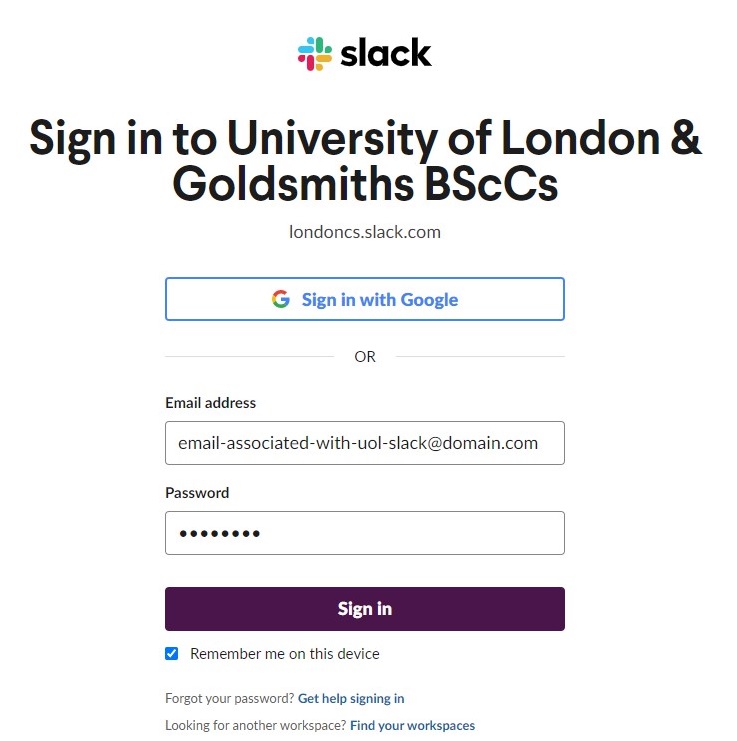 slack
Sign in to University of London &
Goldsmiths BScCs
londoncs.slack.com
Sign in with Google
OR
Email address
email-associated-with-uol-slack@domain.com
Password
••••••••
Sign in
Remember me on this device
Forgot your password? Get help signing in
Looking for another workspace? Find your workspaces